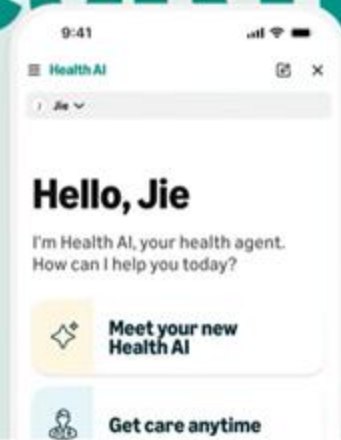 9:41
Health AI
J Jie
Hello, Jie
I'm Health AI, your health agent.
How can I help you today?
Meet your new
Health AI
Get care anytime